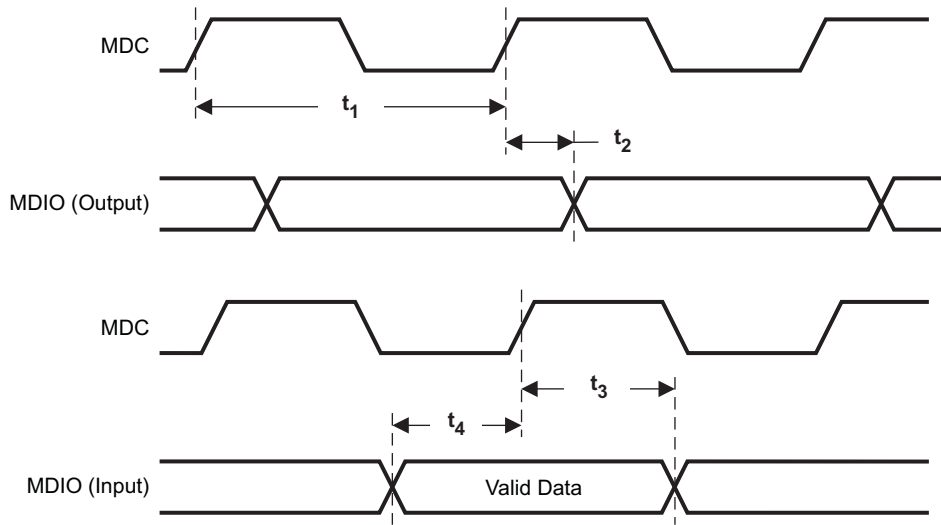 MDC
t1
t2
MDIO (Output)
MDC
t3
t4
MDIO (Input)
Valid Data